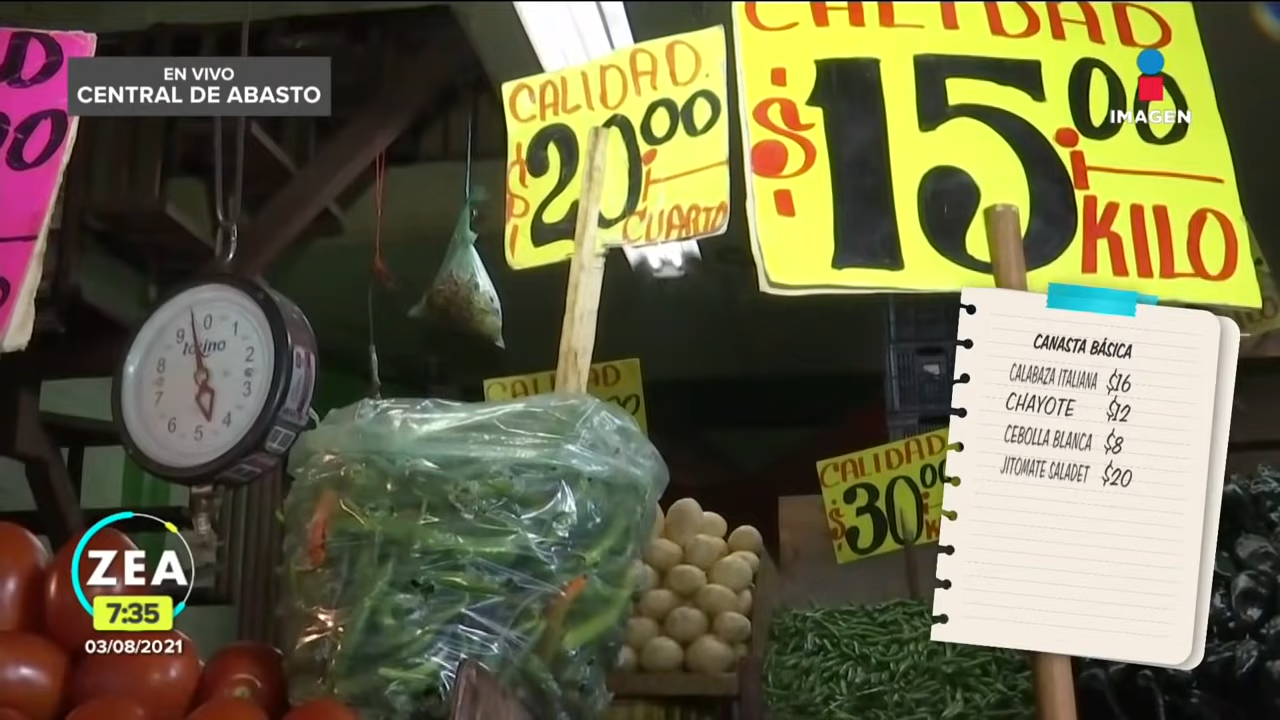 EN VIVO
CENTRAL DE ABASTO
CALIDAD.
$20.00
CUARTO
CALIDAD
$15.00
KILO
IMAGEN
D
00
9 0 1
torino
8 2
7 3
6 5 4
CALIDAD
CALIDAD
$30.00
CANASTA BÁSICA
CALABAZA ITALIANA $16
CHAYOTE $12
CEBOLLA BLANCA $8
JITOMATE SALADET $20
ZEA
7:35
03/08/2021